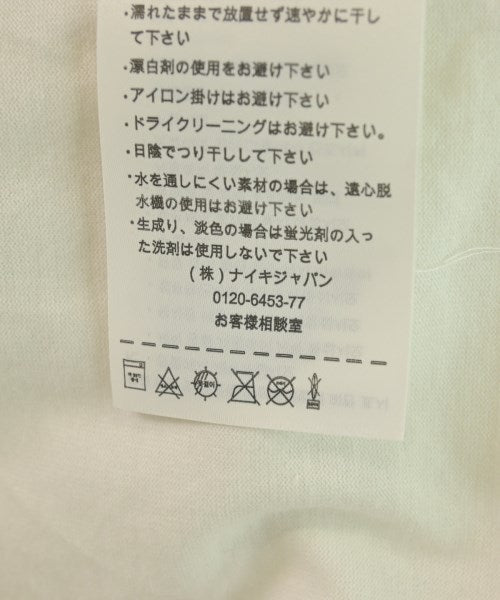 ・濡れたままで放置せず速やかに干し
て下さい
・漂白剤の使用をお避け下さい
・アイロン掛けはお避け下さい
・ドライクリーニングはお避け下さい。
・日陰でつり干しして下さい
・水を通しにくい素材の場合は、遠心脱
水機の使用はお避け下さい
・生成り、淡色の場合は蛍光剤の入っ
た洗剤は使用しないで下さい
(株)ナイキジャパン
0120-6453-77
お客様相談室